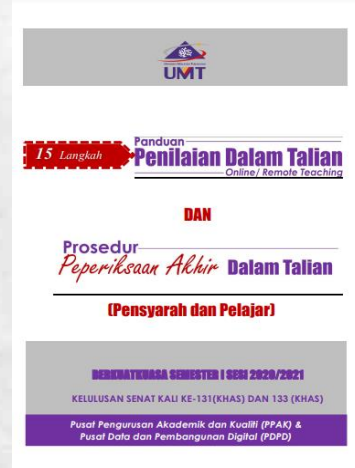 UMT
15 Langkah
Panduan
Penilaian Dalam Talian
Online/ Remote Teaching
DAN
Prosedur
Peperiksaan Akhir Dalam Talian
(Pensyarah dan Pelajar)
BERKUATKUASA SEMESTER I SESI 2020/2021
KELULUSAN SENAT KALI KE-131(KHAS) DAN 133 (KHAS)
Pusat Pengurusan Akademik dan Kualiti (PPAK) &
Pusat Data dan Pembangunan Digital (PDPD)